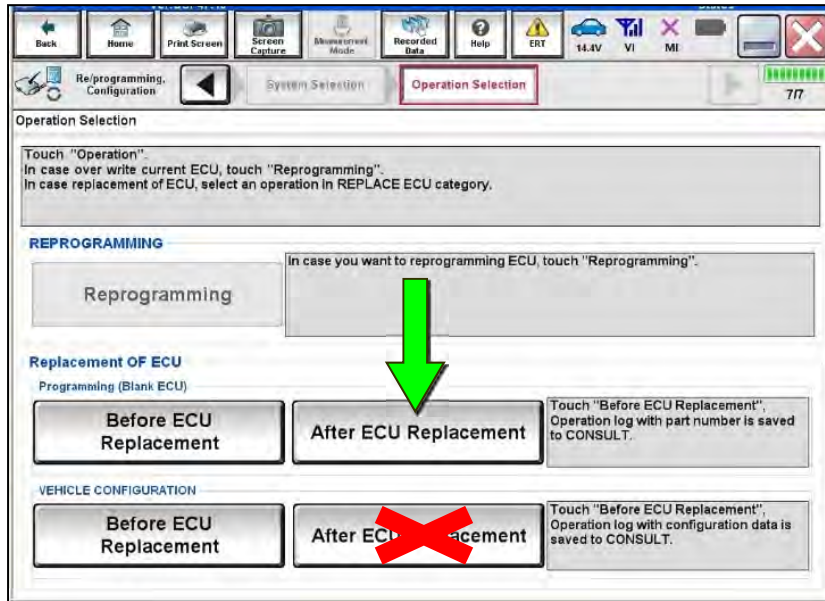 Back
Home
Print Screen
Screen
Capture
Measurement
Mode
Recorded
Data
Help
ERT
14.4V
VI
MI
Re/programming,
Configuration
System Selection
Operation Selection
7/7
Operation Selection
Touch "Operation".
In case over write current ECU, touch "Reprogramming".
In case replacement of ECU, select an operation in REPLACE ECU category.
REPROGRAMMING
Reprogramming
In case you want to reprogramming ECU, touch "Reprogramming".
Replacement OF ECU
Programming (Blank ECU)
Before ECU
Replacement
After ECU Replacement
Touch "Before ECU Replacement",
Operation log with part number is saved
to CONSULT.
VEHICLE CONFIGURATION
Before ECU
Replacement
After EC acement
Touch "Before ECU Replacement",
Operation log with configuration data is
saved to CONSULT.